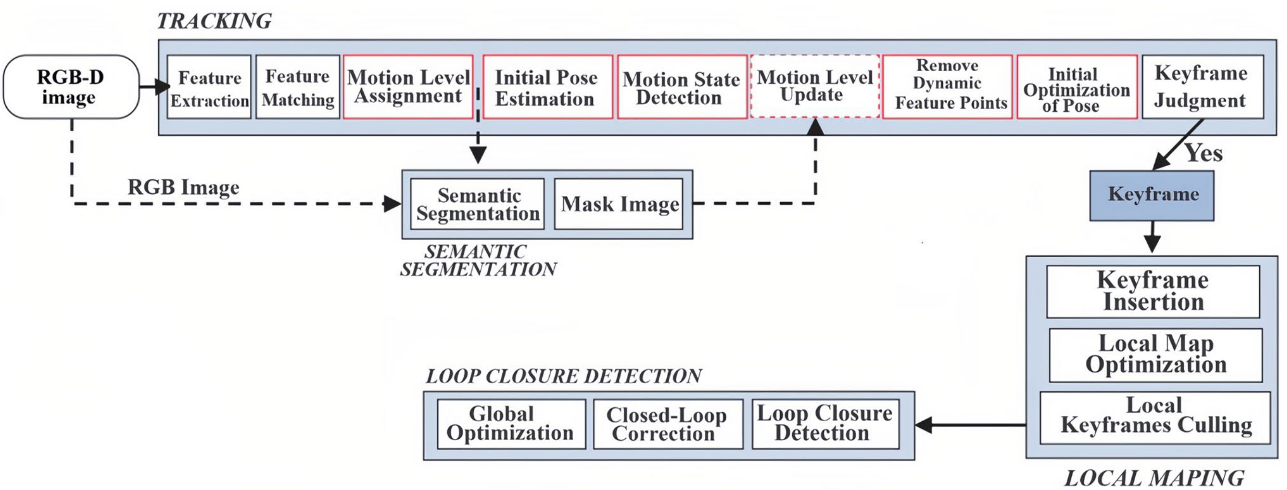 TRACKING
RGB-D
image
Feature
Extraction
Feature
Matching
Motion Level
Assignment
Initial Pose
Estimation
Motion State
Detection
Motion Level
Update
Remove
Dynamic
Feature Points
Initial
Optimization
of Pose
Keyframe
Judgment
Yes
RGB Image
Semantic
Segmentation
Mask Image
Keyframe
SEMANTIC
SEGMENTATION
Keyframe
Insertion
Local Map
Optimization
Local
Keyframes Culling
LOCAL MAPING
LOOP CLOSURE DETECTION
Global
Optimization
Closed-Loop
Correction
Loop Closure
Detection